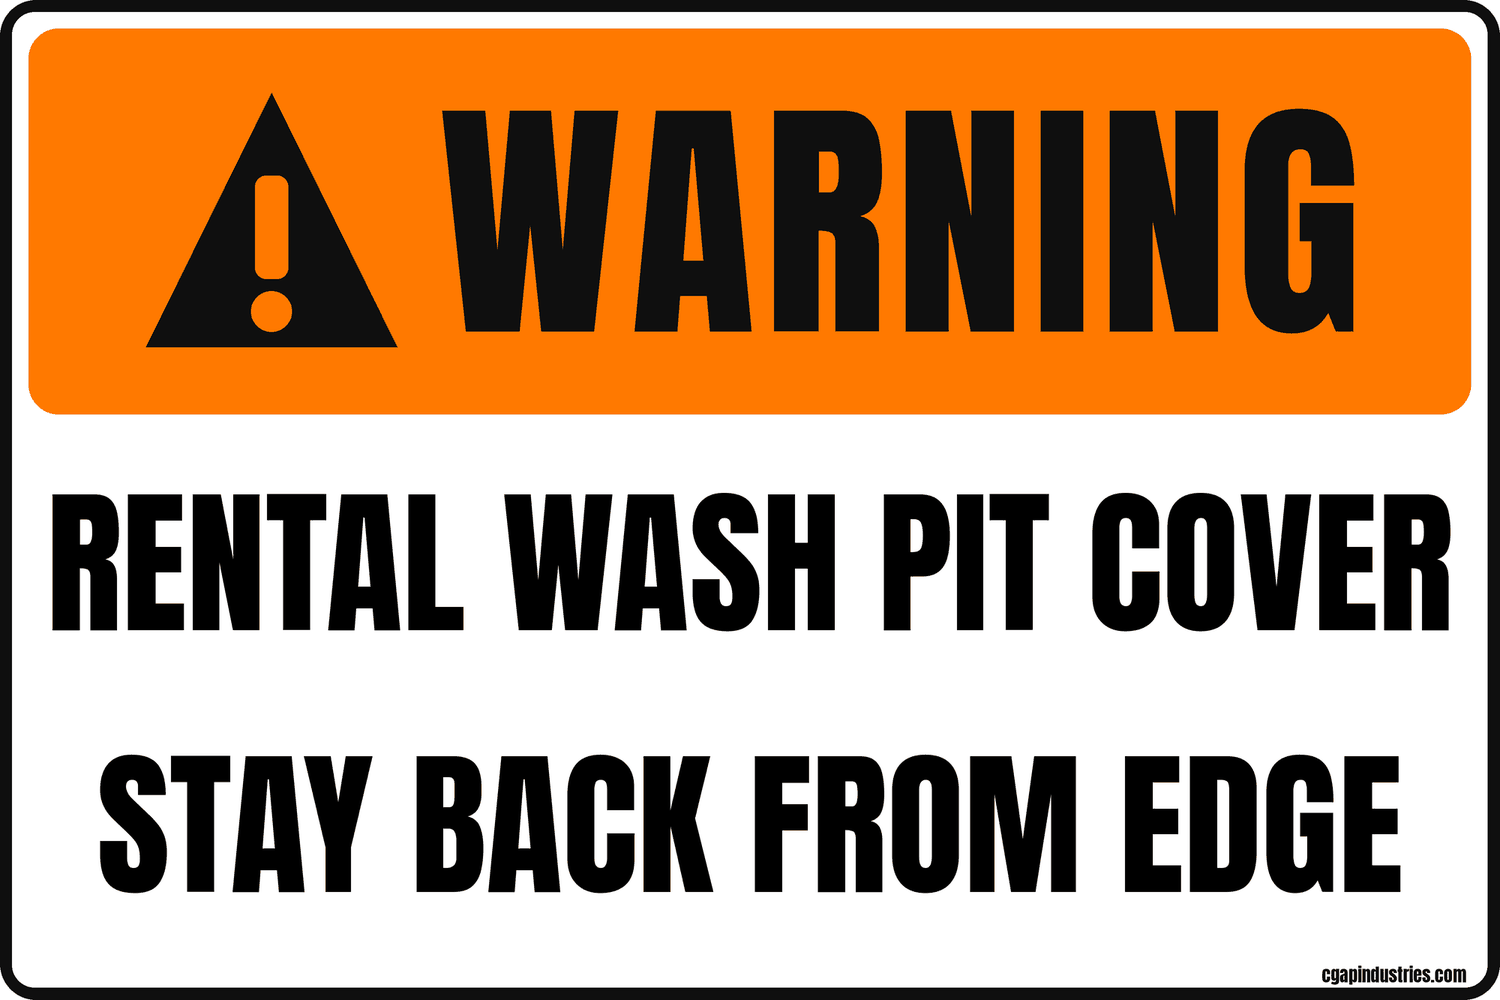 WARNING
RENTAL WASH PIT COVER
STAY BACK FROM EDGE
cgapindustries.com